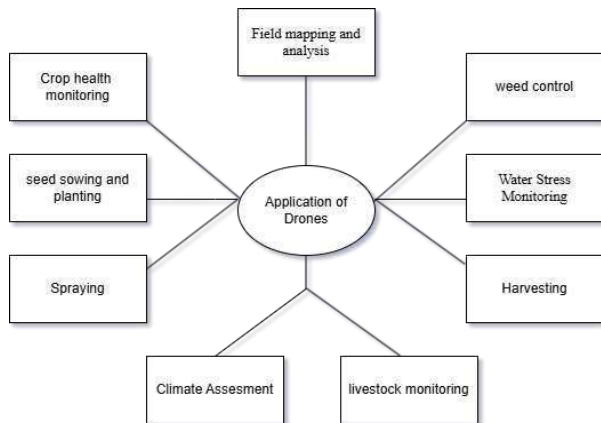 Field mapping and
analysis
Crop health
monitoring
weed control
seed sowing and
planting
Application of
Drones
Water Stress
Monitoring
Spraying
Harvesting
Climate Assesment
livestock monitoring